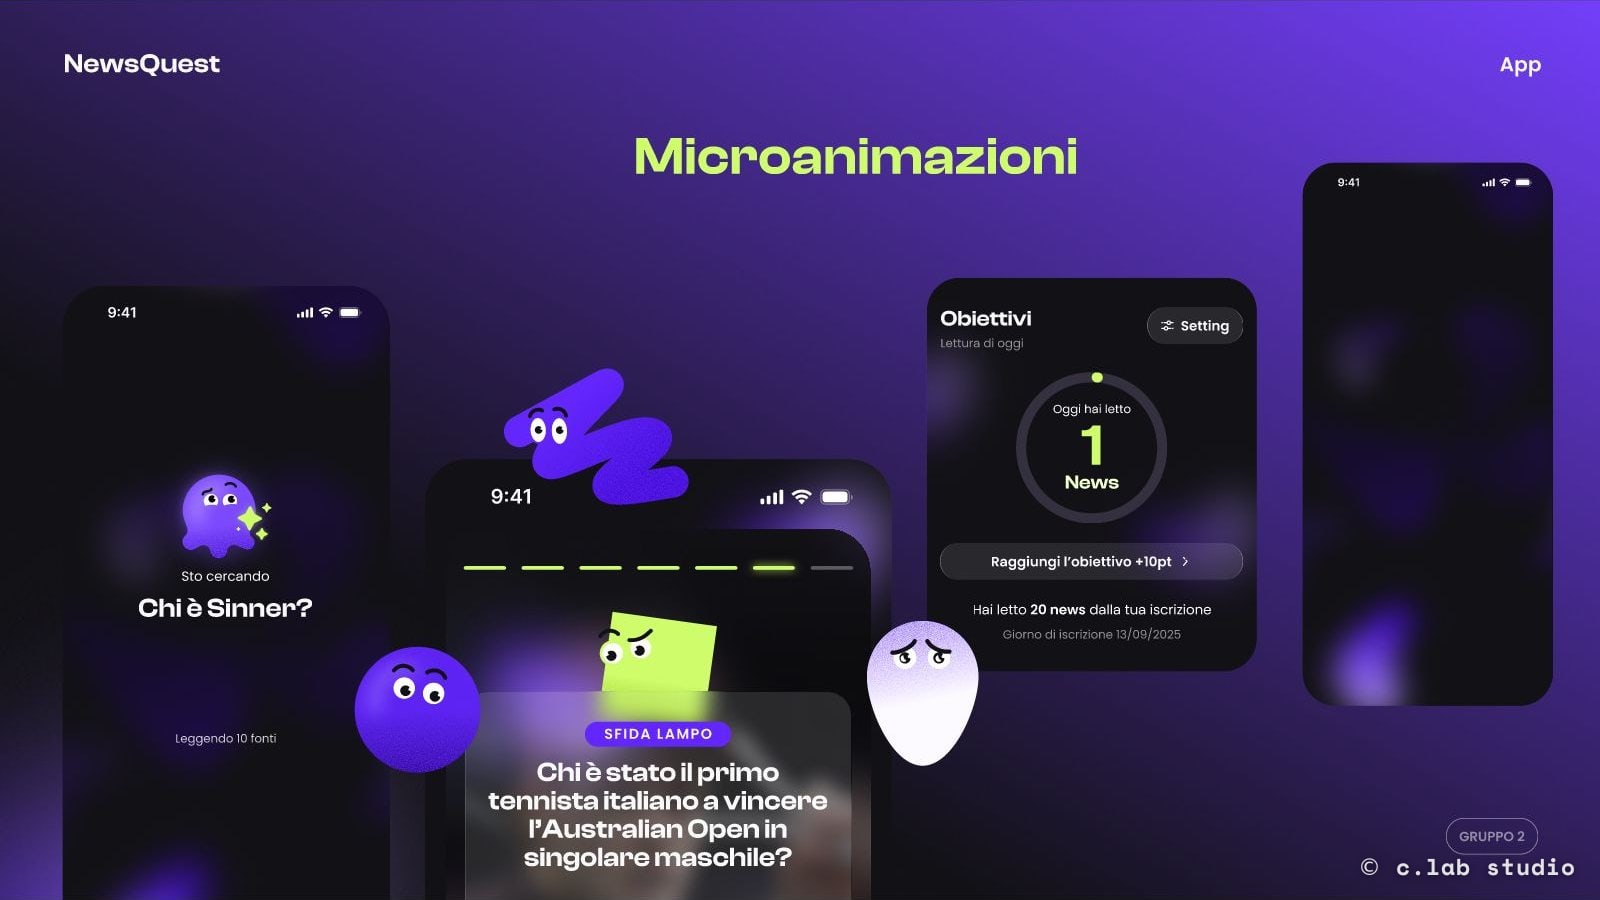 NewsQuest
App
Microanimazioni
9:41
Sto cercando
Chi è Sinner?
Leggendo 10 fonti
9:41
SFIDA LAMPO
Chi è stato il primo
tennista italiano a vincere
l'Australian Open in
singolare maschile?
Obiettivi
Lettura di oggi
Setting
Oggi hai letto
1
News
Raggiungi l'obiettivo +10pt
Hai letto 20 news dalla tua iscrizione
Giorno di iscrizione 13/09/2025
9:41
GRUPPO 2
© c.lab studio